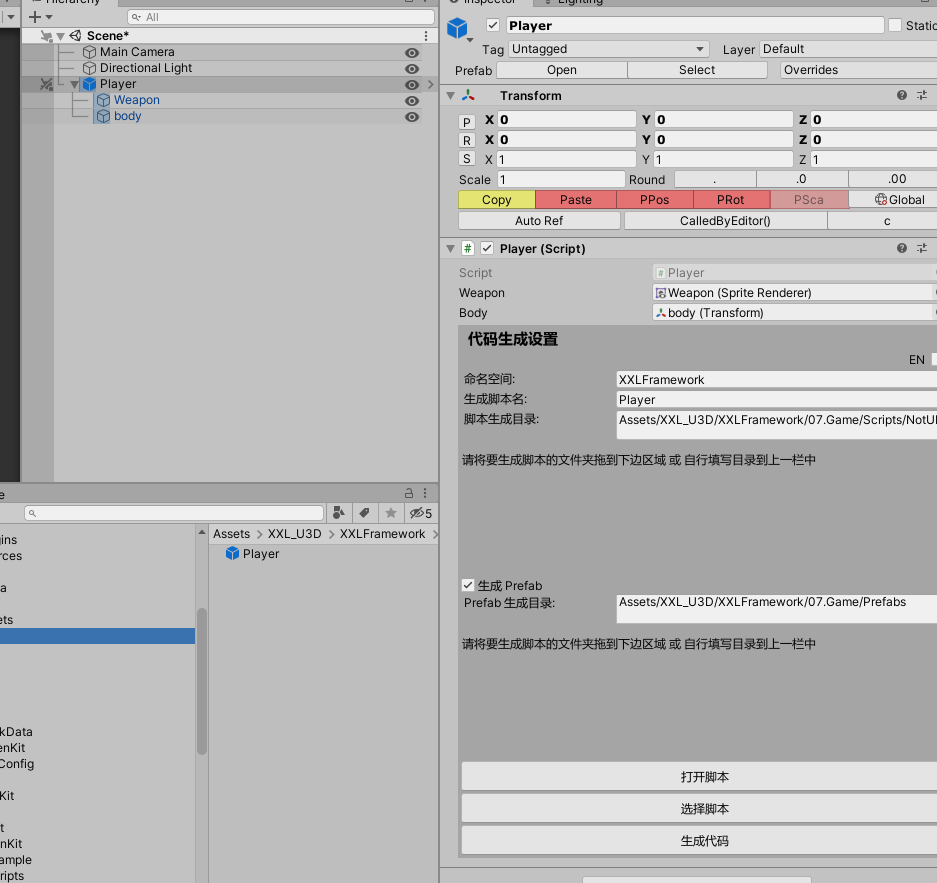 Hierarchy
All
Scene*
Main Camera
Directional Light
Player
Weapon
body
5
ins
rces
a
ets
kData
enKit
Config
Kit
t
nKit
ample
ripts
Assets > XXL_U3D > XXLFramework >
Player
Inspector
Lighting
Player
Static
Tag Untagged
Layer Default
Prefab Open Select Overrides
Transform
P X 0 Y 0 Z 0
R X 0 Y 0 Z 0
S X 1 Y 1 Z 1
Scale 1 Round . .0 .00
Copy Paste PPos PRot PSca Global
Auto Ref CalledByEditor() c
# Player (Script)
Script # Player
Weapon Weapon (Sprite Renderer)
Body body (Transform)
代码生成设置
EN
命名空间: XXLFramework
生成脚本名: Player
脚本生成目录: Assets/XXL_U3D/XXLFramework/07.Game/Scripts/NotU
请将要生成脚本的文件夹拖到下边区域 或 自行填写目录到上一栏中
生成 Prefab
Prefab 生成目录: Assets/XXL_U3D/XXLFramework/07.Game/Prefabs
请将要生成脚本的文件夹拖到下边区域 或 自行填写目录到上一栏中
打开脚本
选择脚本
生成代码